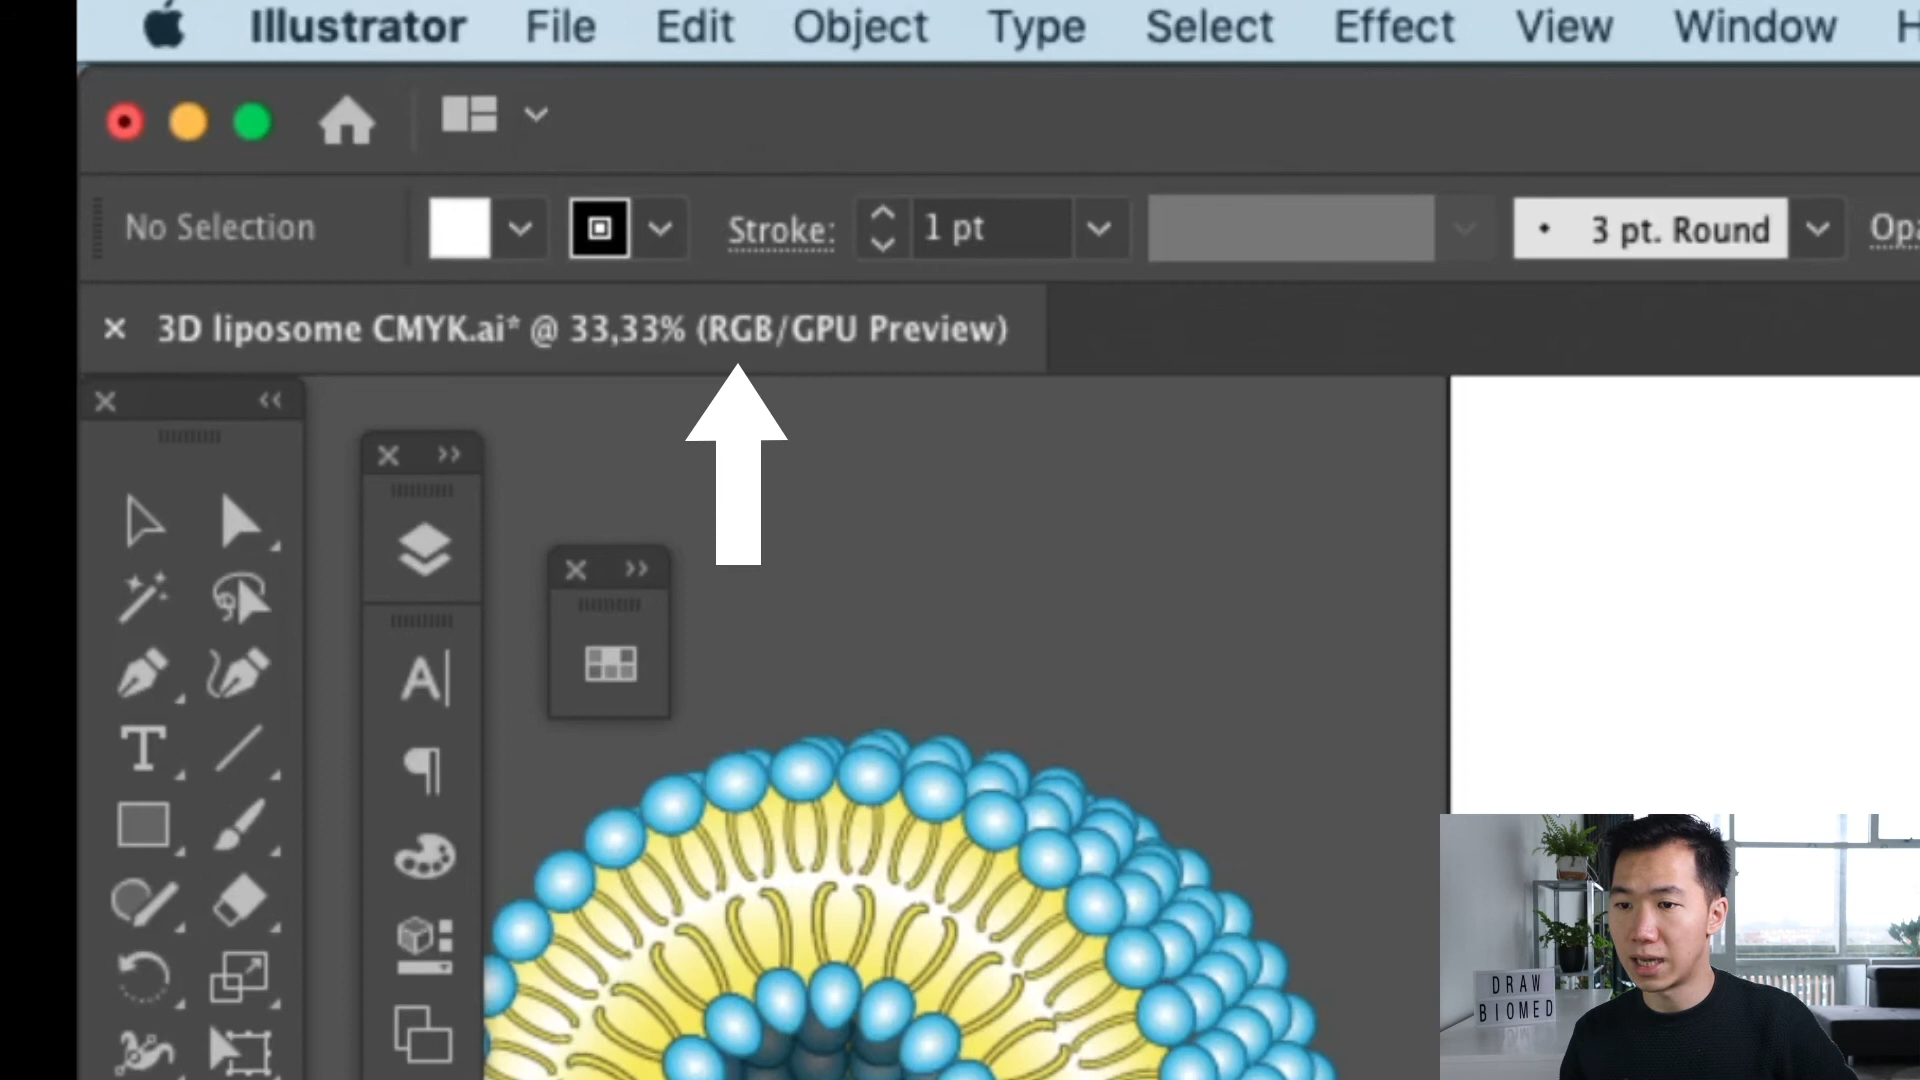 Illustrator File Edit Object Type Select Effect View Window H
No Selection Stroke: 1 pt 3 pt. Round Opa
× 3D liposome CMYK.ai* @ 33,33% (RGB/GPU Preview)
DRAW
BIOMED